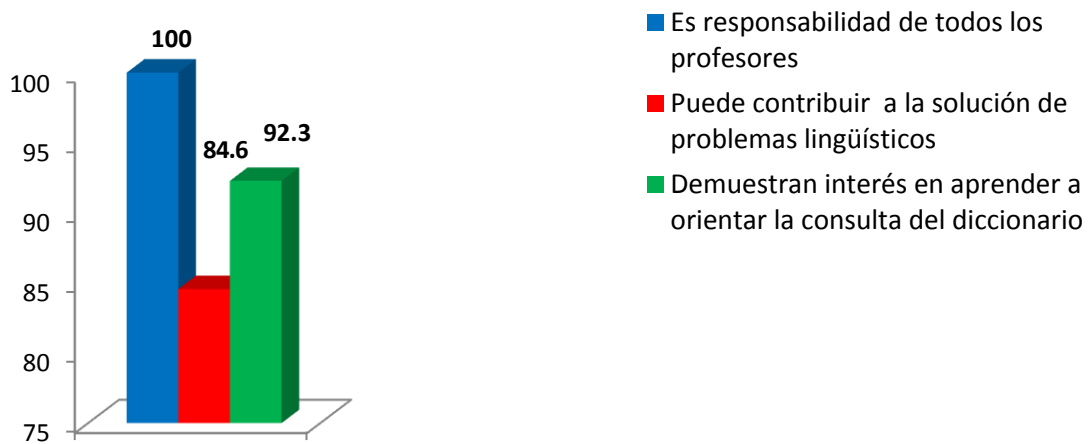 100
84.6
92.3
100
95
90
85
80
75
Es responsabilidad de todos los
profesores
Puede contribuir  a la solución de
problemas lingüísticos
Demuestran interés en aprender a
orientar la consulta del diccionario